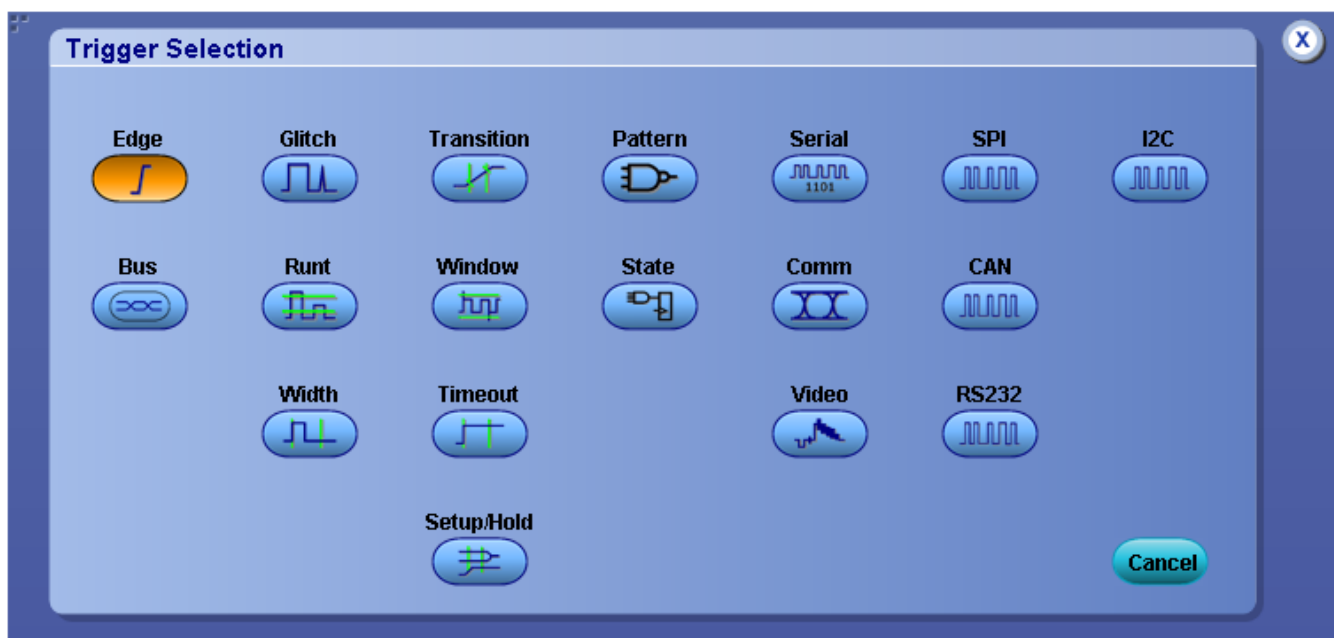 Trigger Selection
X
Edge Glitch Transition Pattern Serial SPI I2C
1101
Bus Runt Window State Comm CAN
Width Timeout Video RS232
Setup/Hold
Cancel